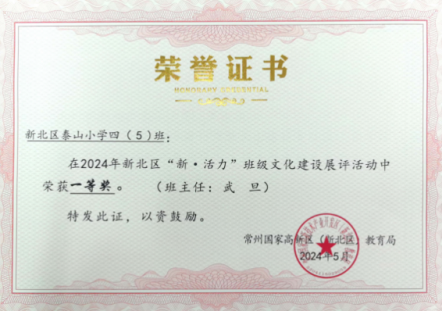 荣誉证书
HONORARY CREDENTIAL
新北区泰山小学四（5）班：
在2024年新北区“新·活力”班级文化建设展评活动中
荣获一等奖。（班主任：武 旦）
特发此证，以资鼓励。
常州国家高新区（新北区）教育局
2024年5月